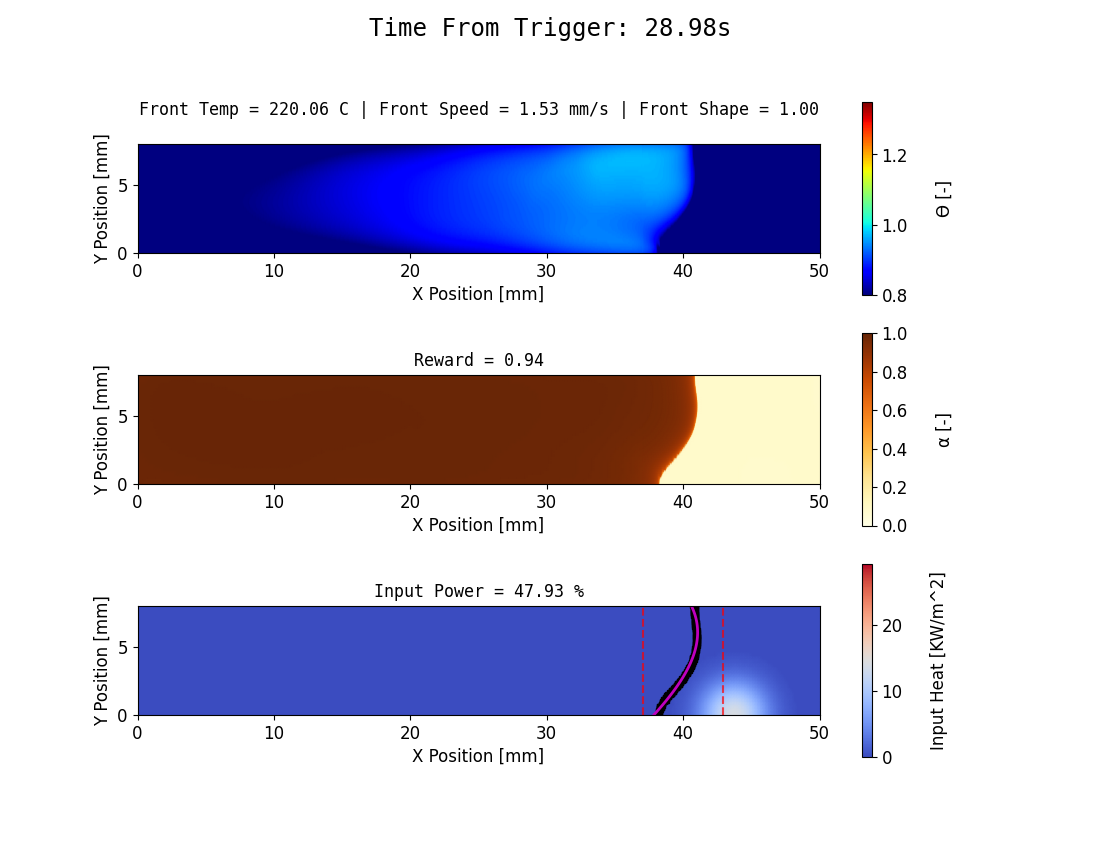 Time From Trigger: 28.98s
Front Temp = 220.06 C | Front Speed = 1.53 mm/s | Front Shape = 1.00
Y Position [mm]
5
0
0 10 20 30 40 50
X Position [mm]
1.2
1.0
0.8
Θ [-]
Reward = 0.94
Y Position [mm]
5
0
0 10 20 30 40 50
X Position [mm]
1.0
0.8
0.6
0.4
0.2
0.0
α [-]
Input Power = 47.93 %
Y Position [mm]
5
0
0 10 20 30 40 50
X Position [mm]
20
10
0
Input Heat [KW/m^2]